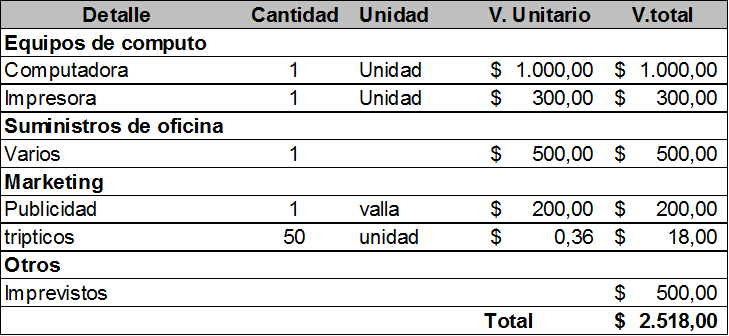 Detalle Cantidad Unidad V. Unitario V.total
Equipos de computo
Computadora 1 Unidad $ 1.000,00 $ 1.000,00
Impresora 1 Unidad $ 300,00 $ 300,00
Suministros de oficina
Varios 1 $ 500,00 $ 500,00
Marketing
Publicidad 1 valla $ 200,00 $ 200,00
tripticos 50 unidad $ 0,36 $ 18,00
Otros
Imprevistos $ 500,00
Total $ 2.518,00